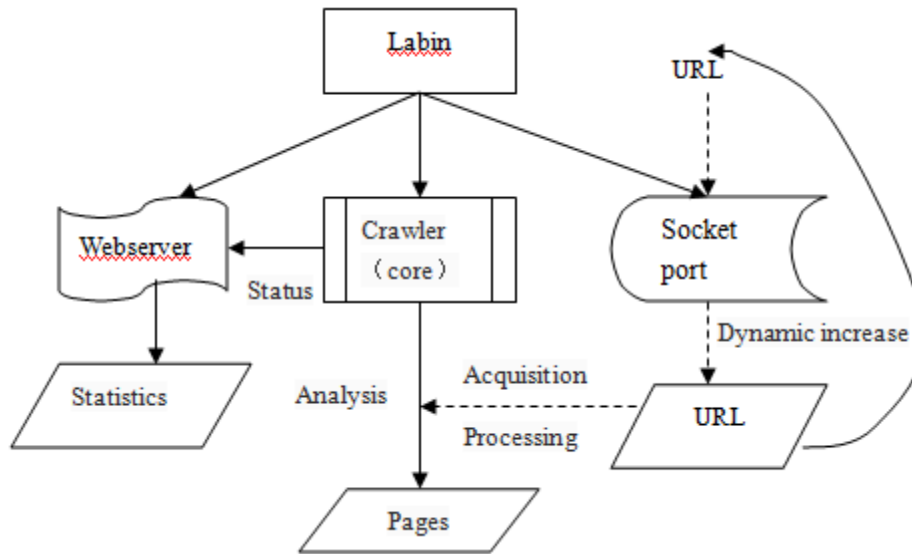 Labin
URL
Webserver
Crawler
（core）
Socket
port
Status
Dynamic increase
Statistics
Analysis
Acquisition
Processing
URL
Pages